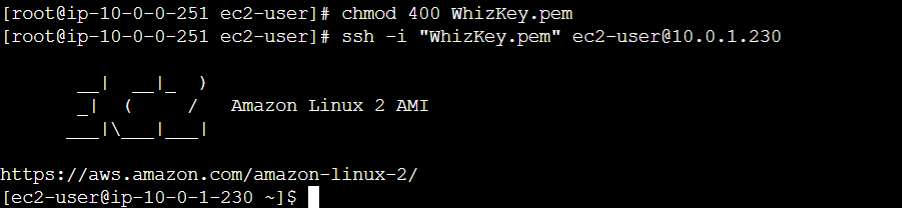 [root@ip-10-0-0-251 ec2-user]# chmod 400 WhizKey.pem
[root@ip-10-0-0-251 ec2-user]# ssh -i "WhizKey.pem" ec2-user@10.0.1.230
       __|  __|_  )
       _|  (     /   Amazon Linux 2 AMI
      ___|\___|___|
https://aws.amazon.com/amazon-linux-2/
[ec2-user@ip-10-0-1-230 ~]$